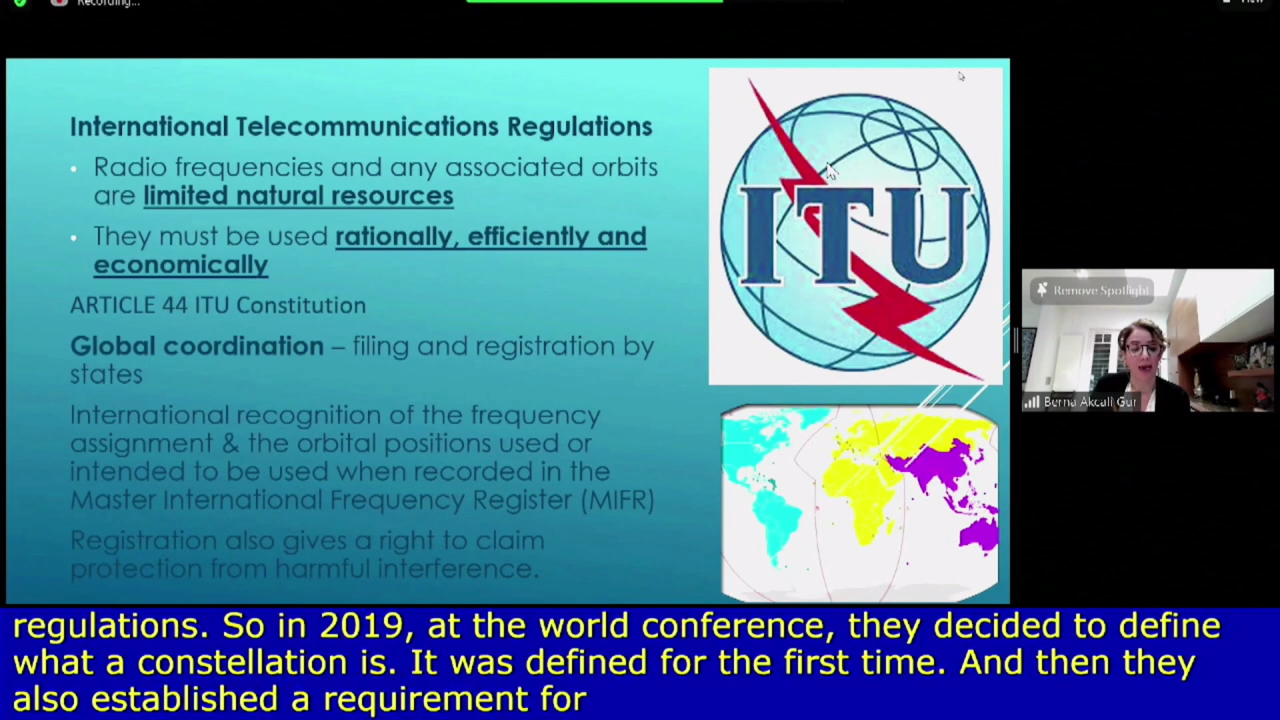 Recording...
View
International Telecommunications Regulations
• Radio frequencies and any associated orbits
are limited natural resources
• They must be used rationally, efficiently and
economically
ARTICLE 44 ITU Constitution
Global coordination – filing and registration by
states
International recognition of the frequency
assignment & the orbital positions used or
intended to be used when recorded in the
Master International Frequency Register (MIFR)
Registration also gives a right to claim
protection from harmful interference.
ITU
Remove Spotlight
Berna Akcali Gur
regulations. So in 2019, at the world conference, they decided to define
what a constellation is. It was defined for the first time. And then they
also established a requirement for